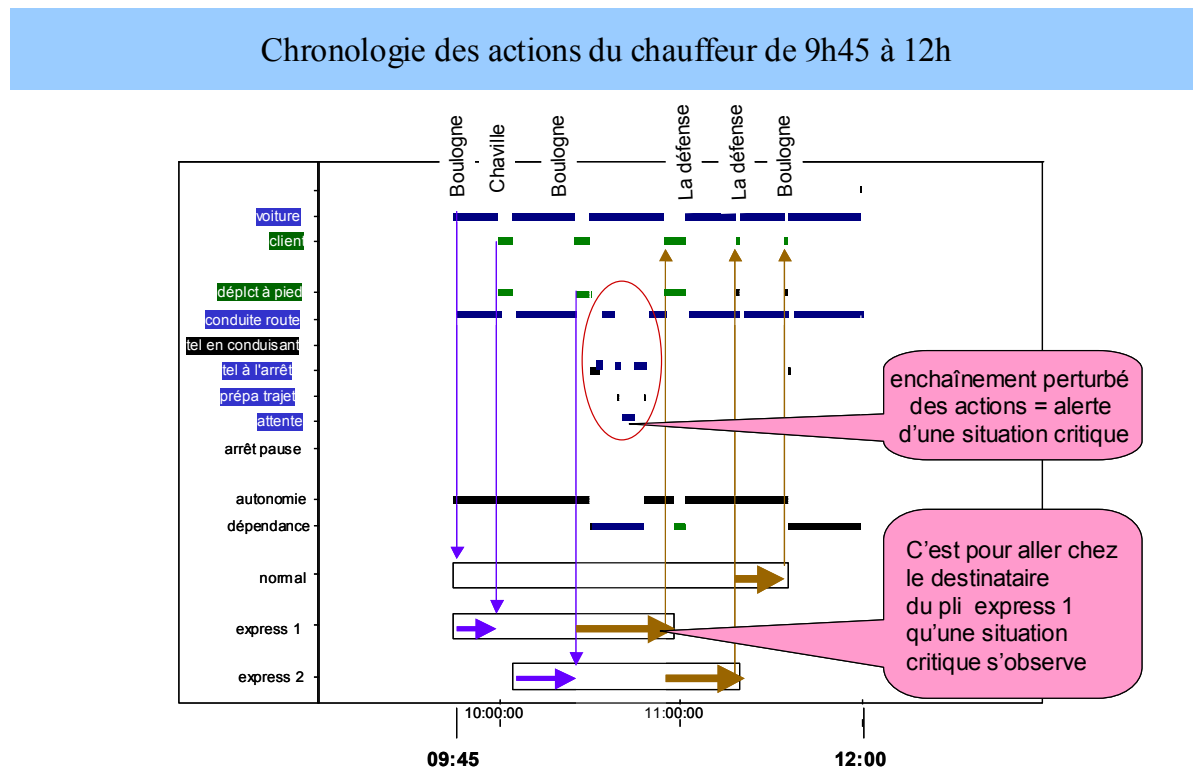 Chronologie des actions du chauffeur de 9h45 à 12h
Boulogne
Chaville
Boulogne
La défense
La défense
Boulogne
voiture
client
déplct à pied
conduite route
tel en conduisant
tel à l'arrêt
prépa trajet
attente
arrêt pause
autonomie
dépendance
normal
express 1
express 2
enchaînement perturbé
des actions = alerte
d'une situation critique
C'est pour aller chez
le destinataire
du pli express 1
qu'une situation
critique s'observe
10:00:00
11:00:00
09:45
12:00